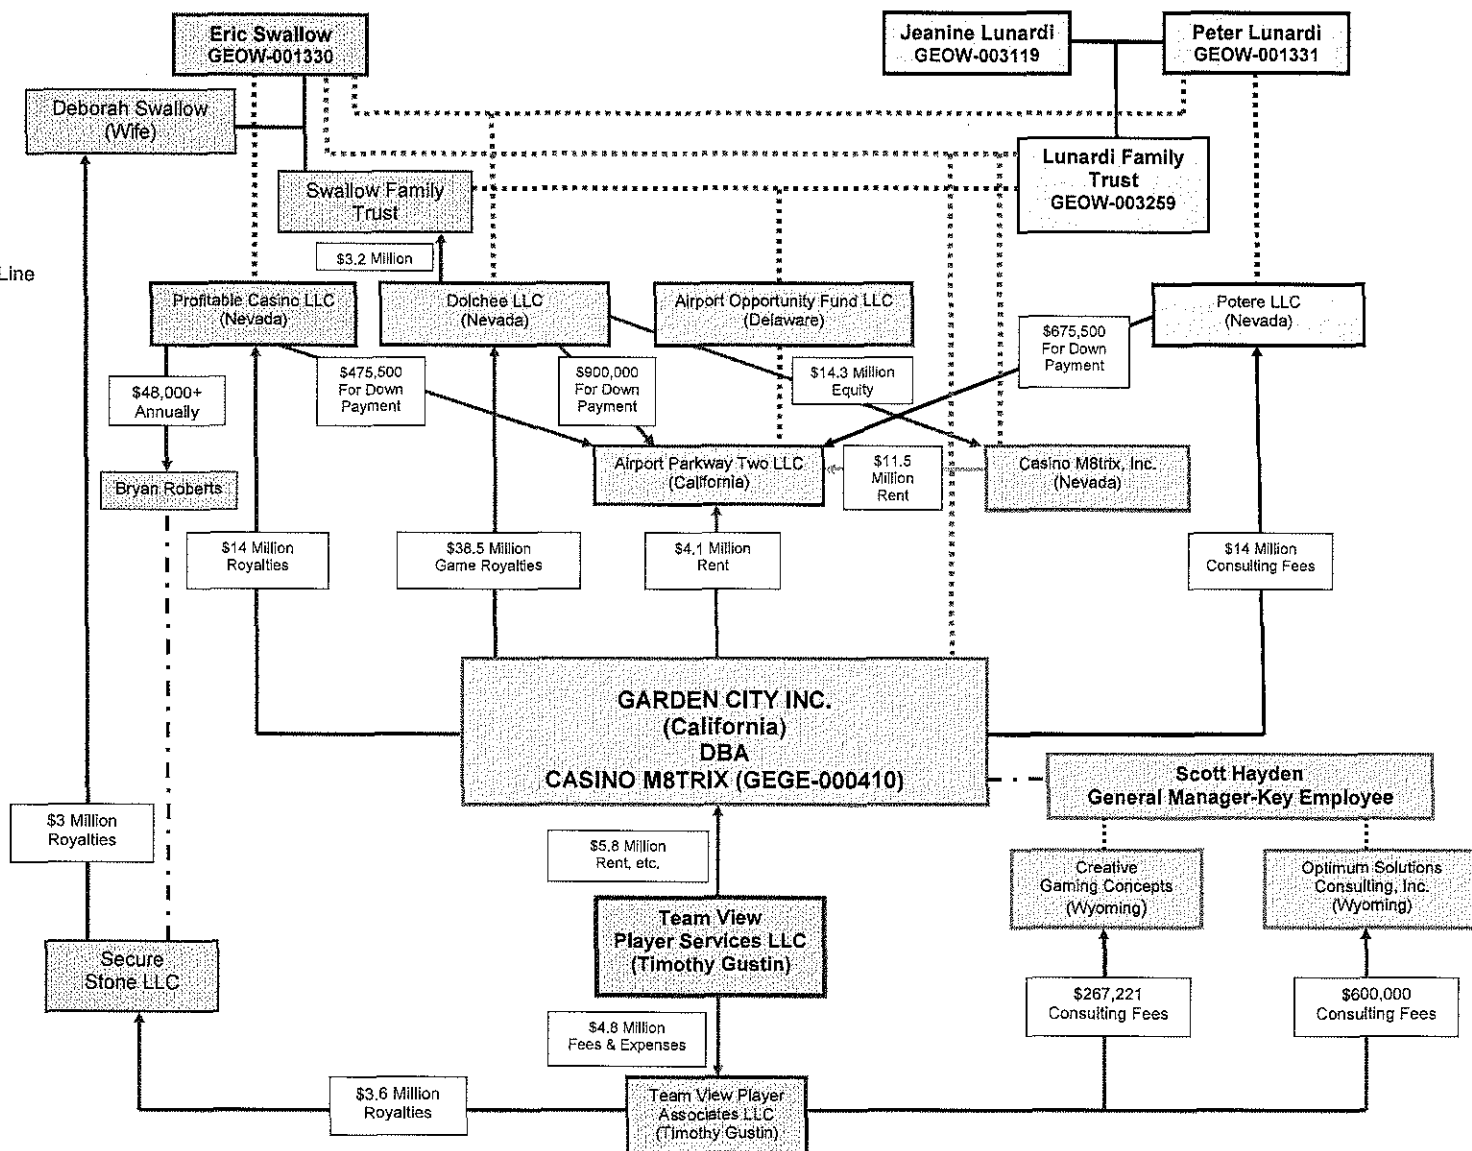 Eric Swallow
GEOW-001330
Jeanine Lunardi
GEOW-003119
Peter Lunardi
GEOW-001331
Deborah Swallow
(Wife)
Lunardi Family
Trust
GEOW-003259
Swallow Family
Trust
$3.2 Million
Line
Profitable Casino LLC
(Nevada)
Dolchee LLC
(Nevada)
Airport Opportunity Fund LLC
(Delaware)
Potere LLC
(Nevada)
$48,000+
Annually
$475,500
For Down
Payment
$900,000
For Down
Payment
$14.3 Million
Equity
$675,500
For Down
Payment
Bryan Roberts
Airport Parkway Two LLC
(California)
$11.5
Million
Rent
Casino M8trix, Inc.
(Nevada)
$14 Million
Royalties
$38.5 Million
Game Royalties
$4.1 Million
Rent
$14 Million
Consulting Fees
GARDEN CITY INC.
(California)
DBA
CASINO M8TRIX (GEGE-000410)
Scott Hayden
General Manager-Key Employee
$3 Million
Royalties
$5.8 Million
Rent, etc.
Creative
Gaming Concepts
(Wyoming)
Optimum Solutions
Consulting, Inc.
(Wyoming)
Team View
Player Services LLC
(Timothy Gustin)
Secure
Stone LLC
$267,221
Consulting Fees
$600,000
Consulting Fees
$4.8 Million
Fees & Expenses
$3.6 Million
Royalties
Team View Player
Associates LLC
(Timothy Gustin)